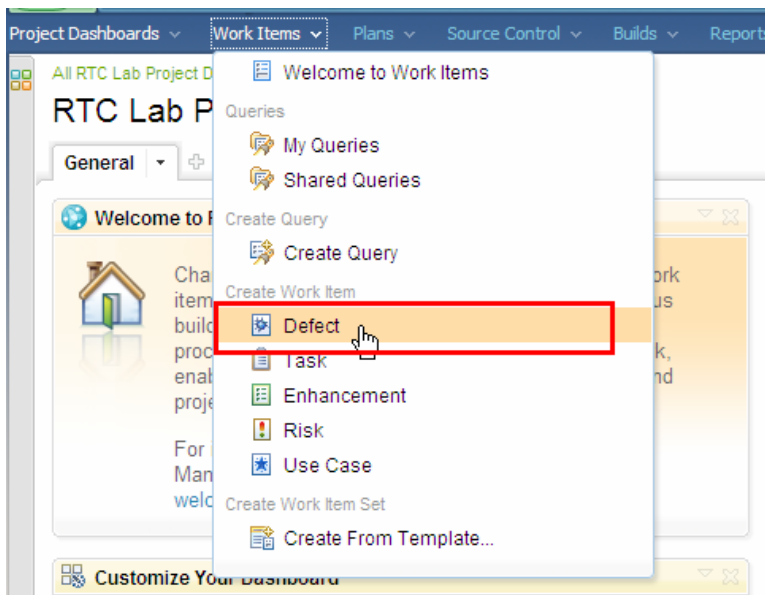 Project Dashboards Work Items Plans Source Control Builds Reports
All RTC Lab Project D
RTC Lab P
General
Welcome to Work Items
Queries
My Queries
Shared Queries
Create Query
Create Query
Create Work Item
Defect
Task
Enhancement
Risk
Use Case
Create Work Item Set
Create From Template...
Welcome to
Cha
item
build
proc
enab
proje
For
Man
welc
ork
us
k,
nd
Customize Your Dashboard